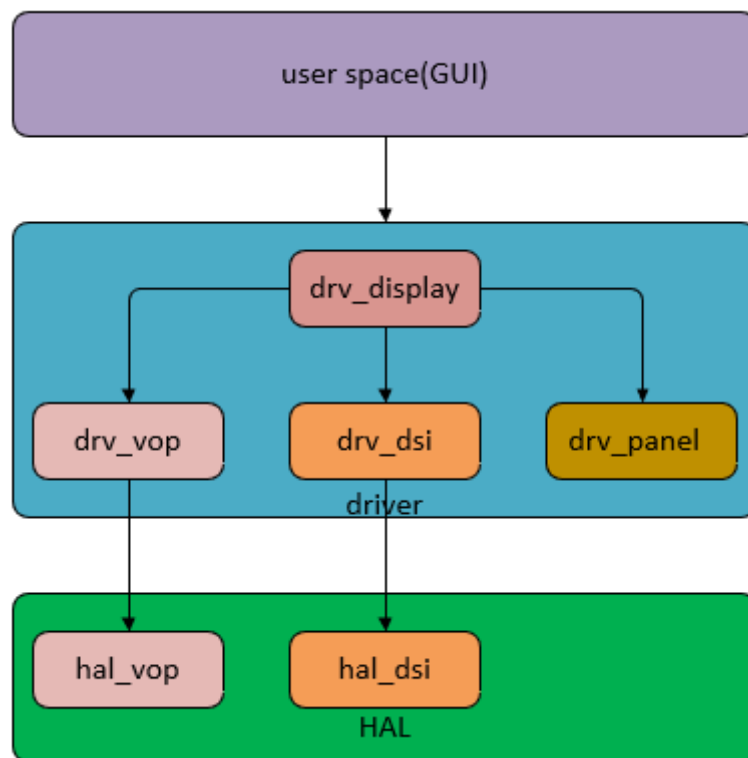 user space(GUI)
drv_display
drv_vop
drv_dsi
drv_panel
driver
hal_vop
hal_dsi
HAL